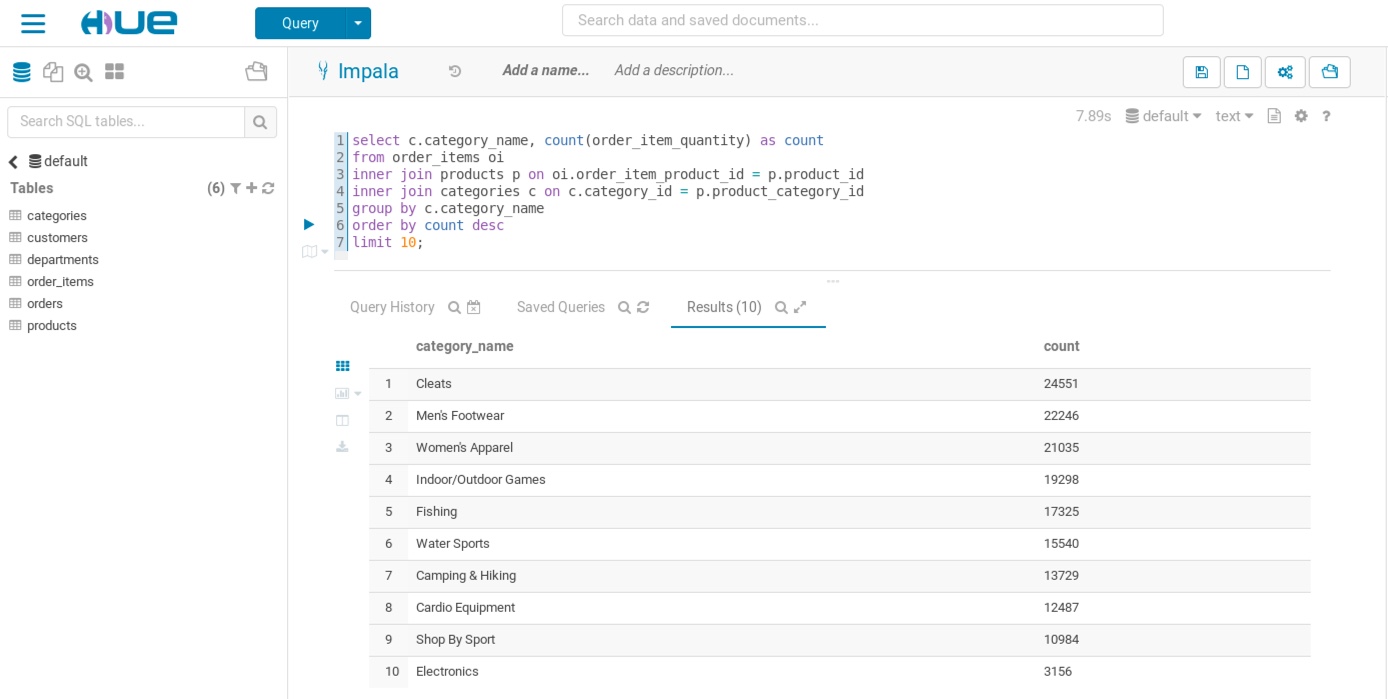 HUE
Query
Search data and saved documents...
Impala
Add a name...
Add a description...
Search SQL tables...
default
Tables
(6)
categories
customers
departments
order_items
orders
products
7.89s
default
text
?
1 select c.category_name, count(order_item_quantity) as count
2 from order_items oi
3 inner join products p on oi.order_item_product_id = p.product_id
4 inner join categories c on c.category_id = p.product_category_id
5 group by c.category_name
6 order by count desc
7 limit 10;
Query History
Saved Queries
Results (10)
category_name count
1 Cleats 24551
2 Men's Footwear 22246
3 Women's Apparel 21035
4 Indoor/Outdoor Games 19298
5 Fishing 17325
6 Water Sports 15540
7 Camping & Hiking 13729
8 Cardio Equipment 12487
9 Shop By Sport 10984
10 Electronics 3156